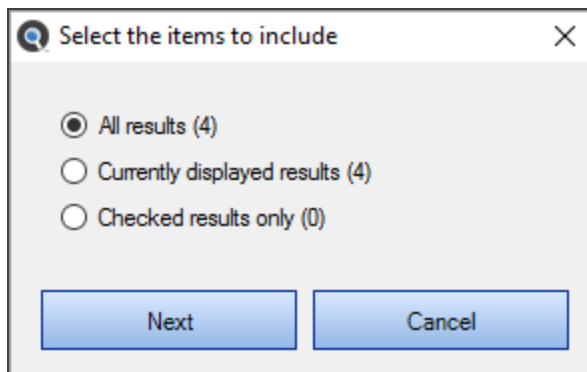 Select the items to include
All results (4)
Currently displayed results (4)
Checked results only (0)
Next
Cancel